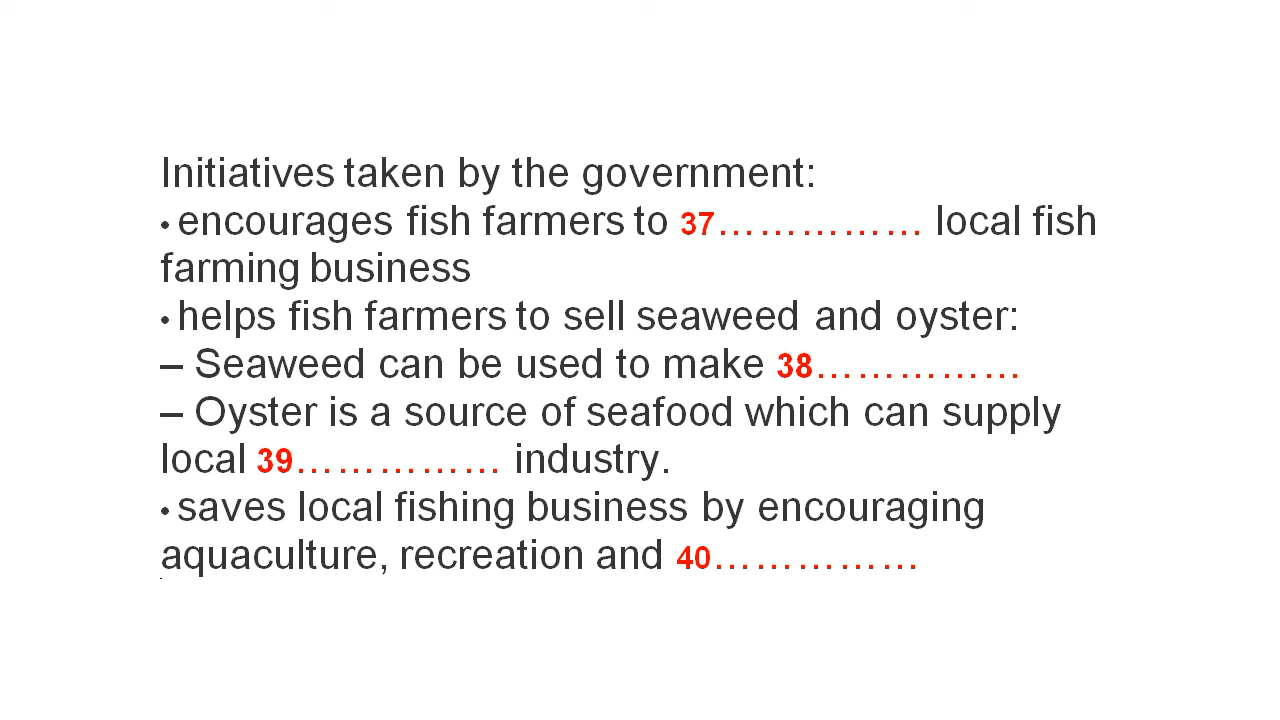 Initiatives taken by the government:
• encourages fish farmers to 37…………… local fish
farming business
• helps fish farmers to sell seaweed and oyster:
– Seaweed can be used to make 38……………
– Oyster is a source of seafood which can supply
local 39…………… industry.
• saves local fishing business by encouraging
aquaculture, recreation and 40……………